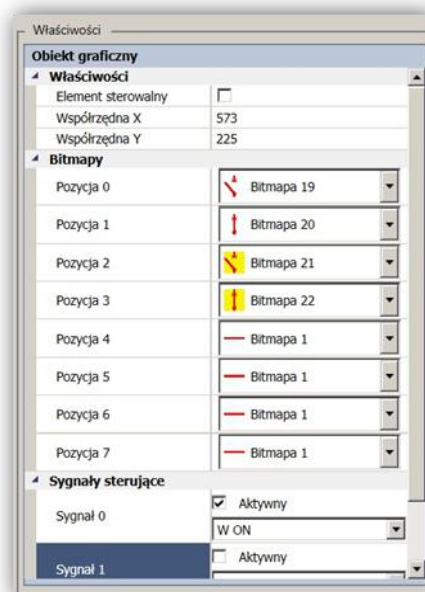 Właściwości
Obiekt graficzny
Właściwości
Element sterowalny
Współrzędna X 573
Współrzędna Y 225
Bitmapy
Pozycja 0 Bitmapa 19
Pozycja 1 Bitmapa 20
Pozycja 2 Bitmapa 21
Pozycja 3 Bitmapa 22
Pozycja 4 Bitmapa 1
Pozycja 5 Bitmapa 1
Pozycja 6 Bitmapa 1
Pozycja 7 Bitmapa 1
Sygnały sterujące
Sygnał 0 Aktywny
W ON
Sygnał 1 Aktywny